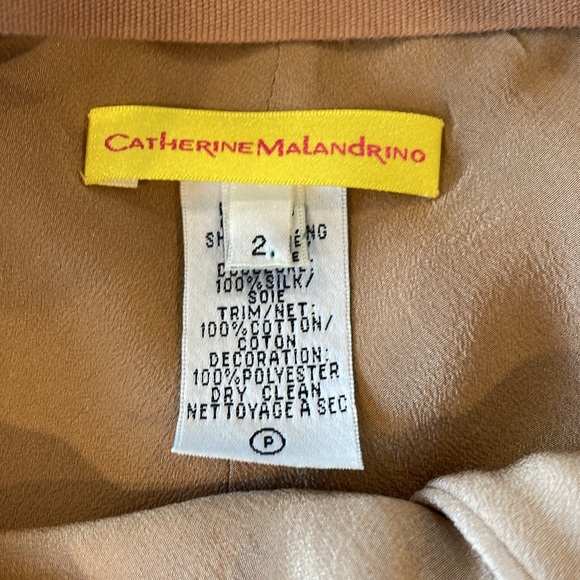 CATHERINE MALANDRINO
2.
100%SILK/
SOIE
TRIM/NET:
100%COTTON/
COTON
DECORATION:
100%POLYESTER
DRY CLEAN
NETTOYAGE À SEC
P